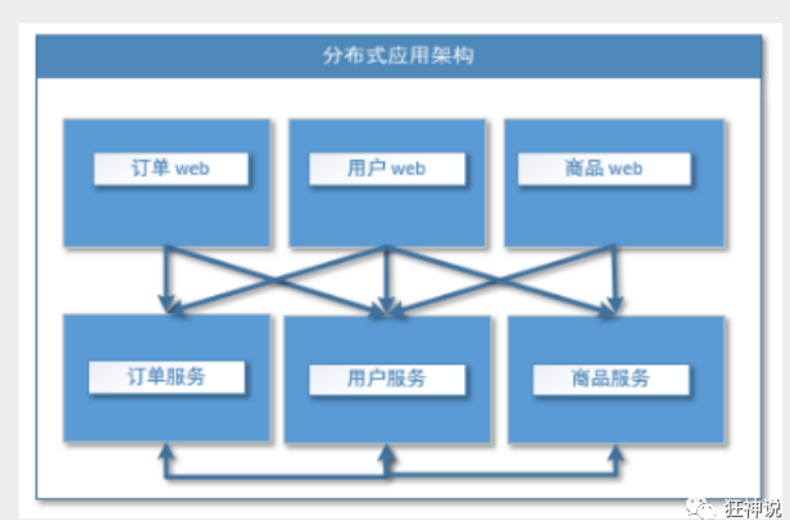 分布式应用架构
订单 web
用户 web
商品 web
订单服务
用户服务
商品服务
狂神说